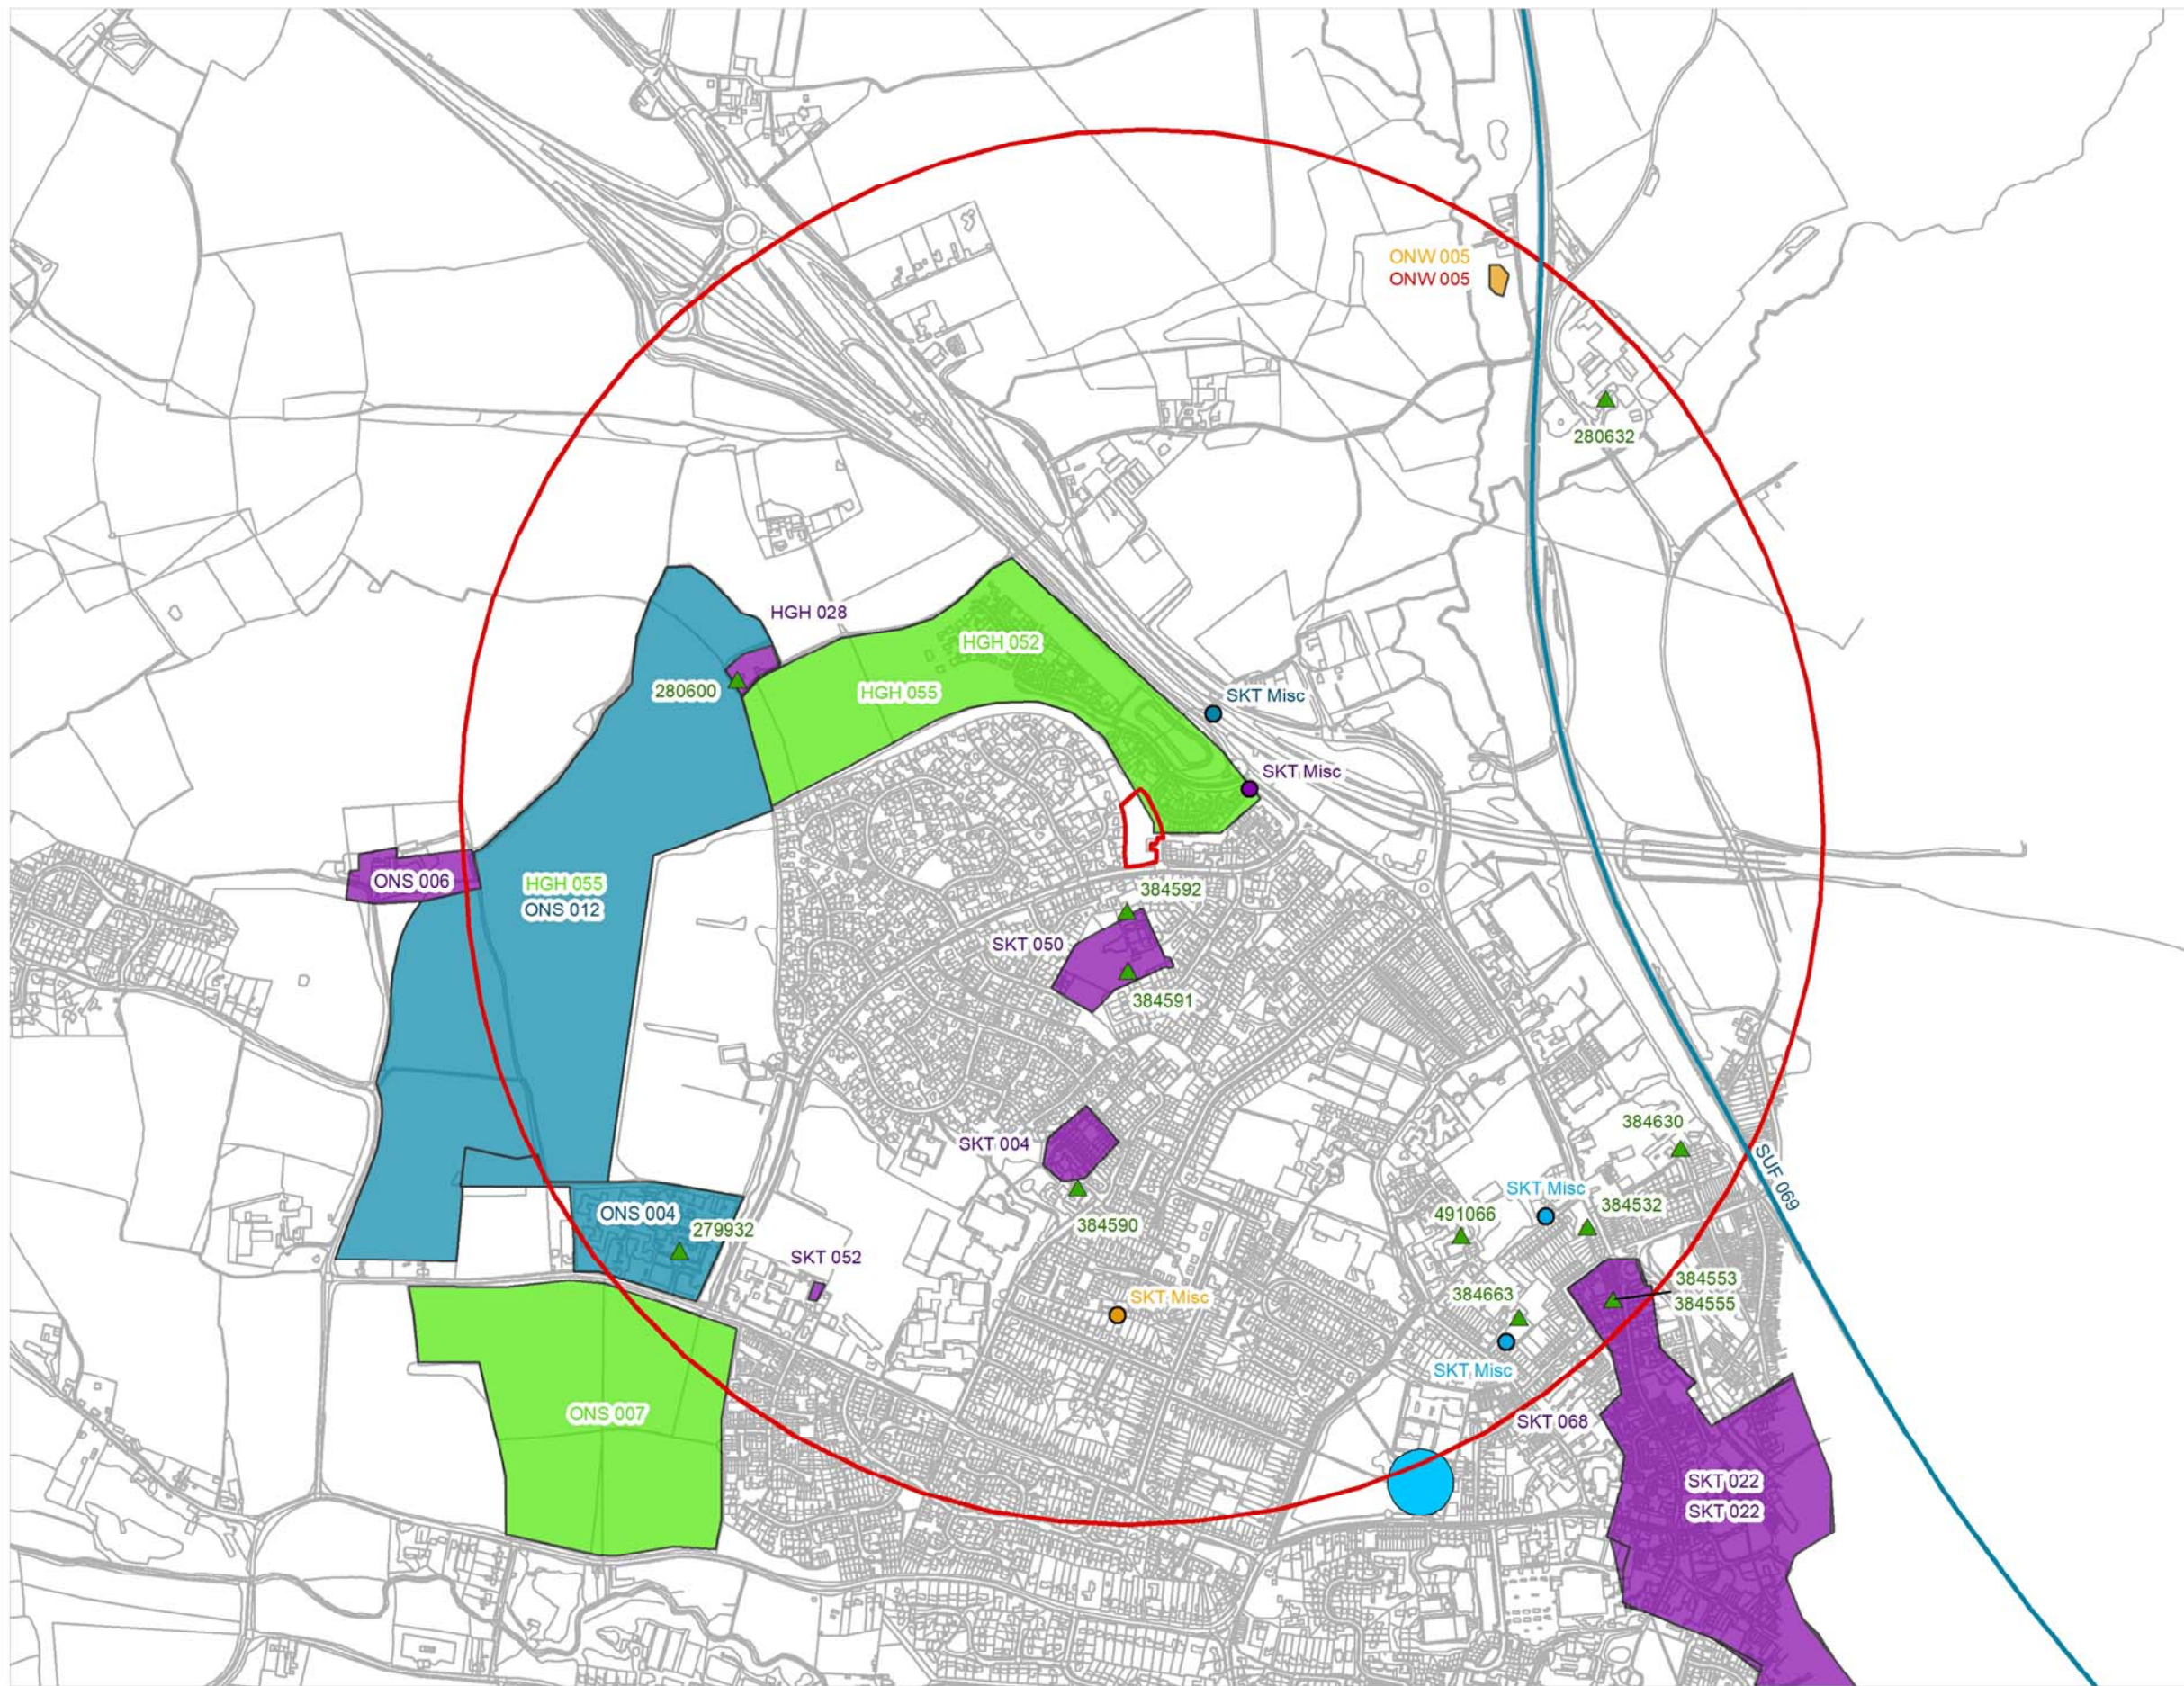 ONW 005
ONW 005
280632
HGH 028
HGH 052
280600
HGH 055
SKT Misc
SKT Misc
ONS 006
HGH 055
ONS 012
384592
SKT 050
384591
384630
SKT 004
SUF 069
SKT Misc
384532
ONS 004
491066
384590
279932
SKT 052
384553
384555
SKT Misc
384663
SKT Misc
ONS 007
SKT 068
SKT 022
SKT 022